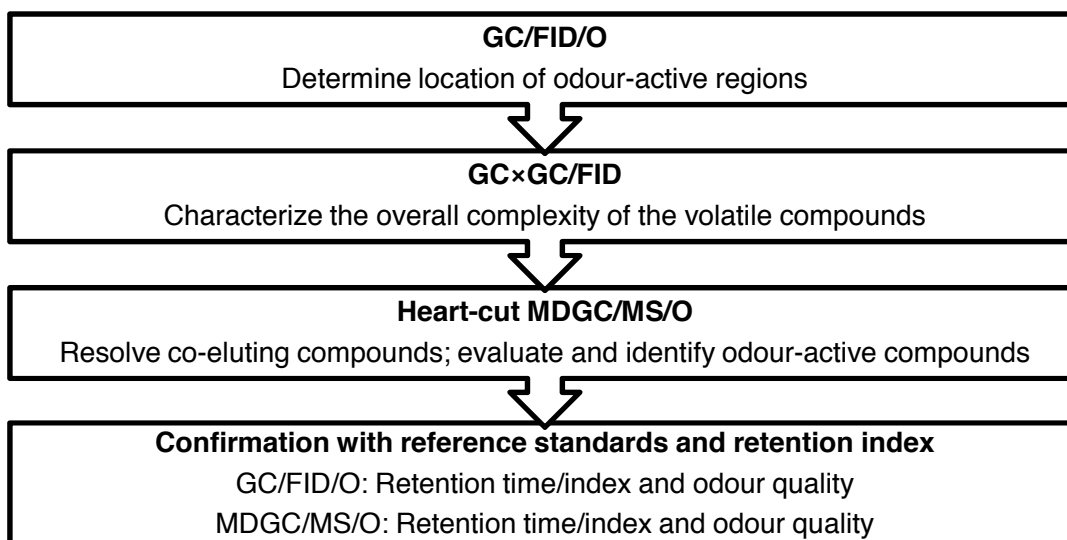 GC/FID/O
Determine location of odour-active regions
GC×GC/FID
Characterize the overall complexity of the volatile compounds
Heart-cut MDGC/MS/O
Resolve co-eluting compounds; evaluate and identify odour-active compounds
Confirmation with reference standards and retention index
GC/FID/O: Retention time/index and odour quality
MDGC/MS/O: Retention time/index and odour quality